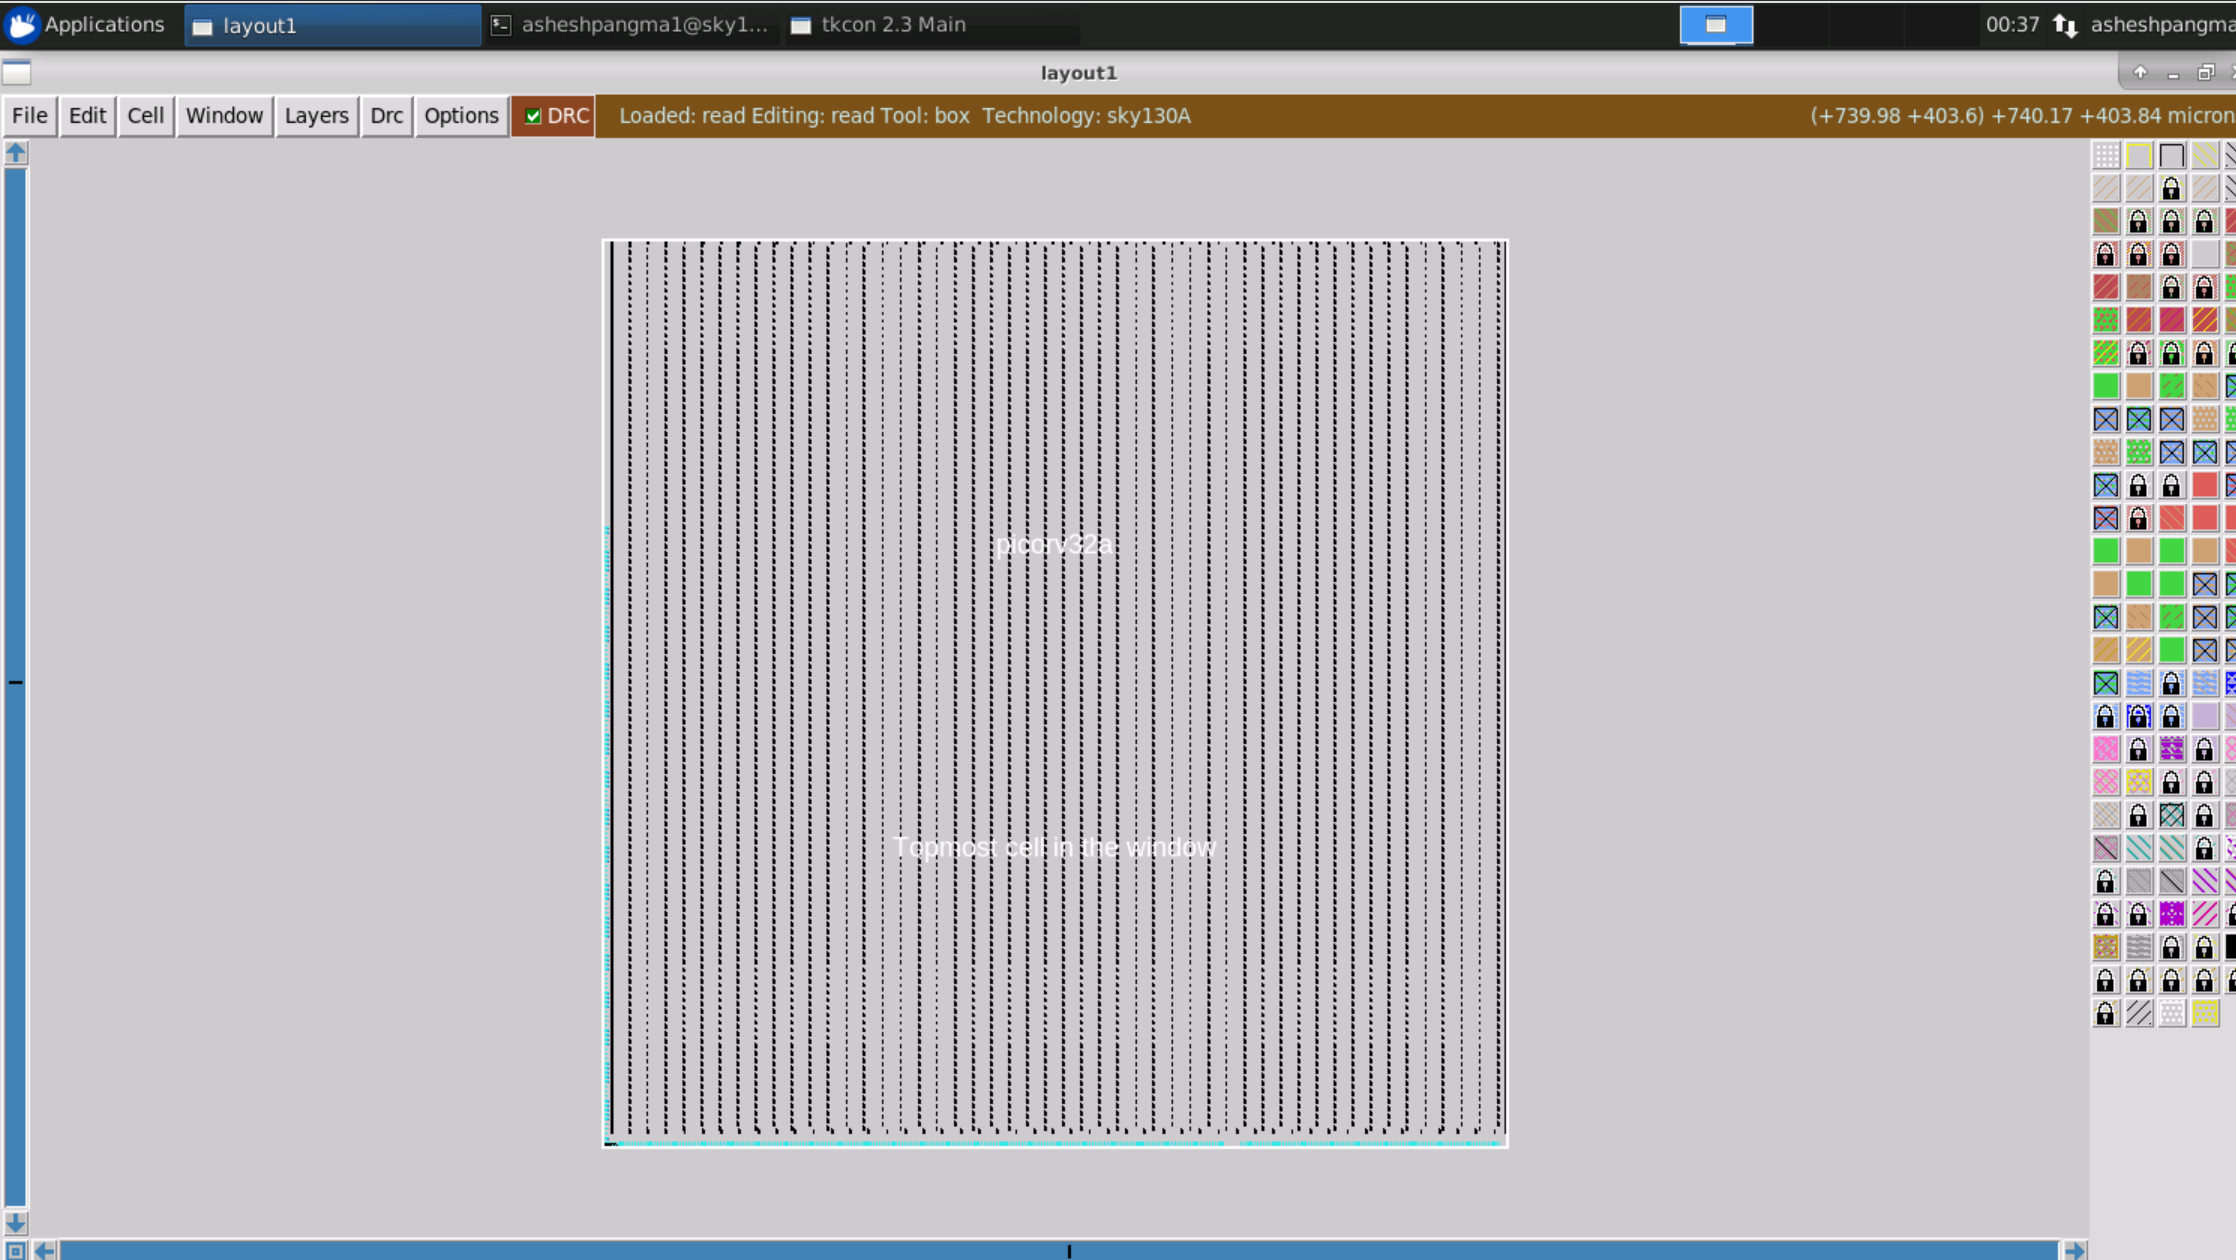 Applications layout1 asheshpangma1@sky1... tkcon 2.3 Main 00:37 asheshpangma
layout1
File Edit Cell Window Layers Drc Options DRC Loaded: read Editing: read Tool: box Technology: sky130A (+739.98 +403.6) +740.17 +403.84 micron
picorv32a
Topmost cell in the window